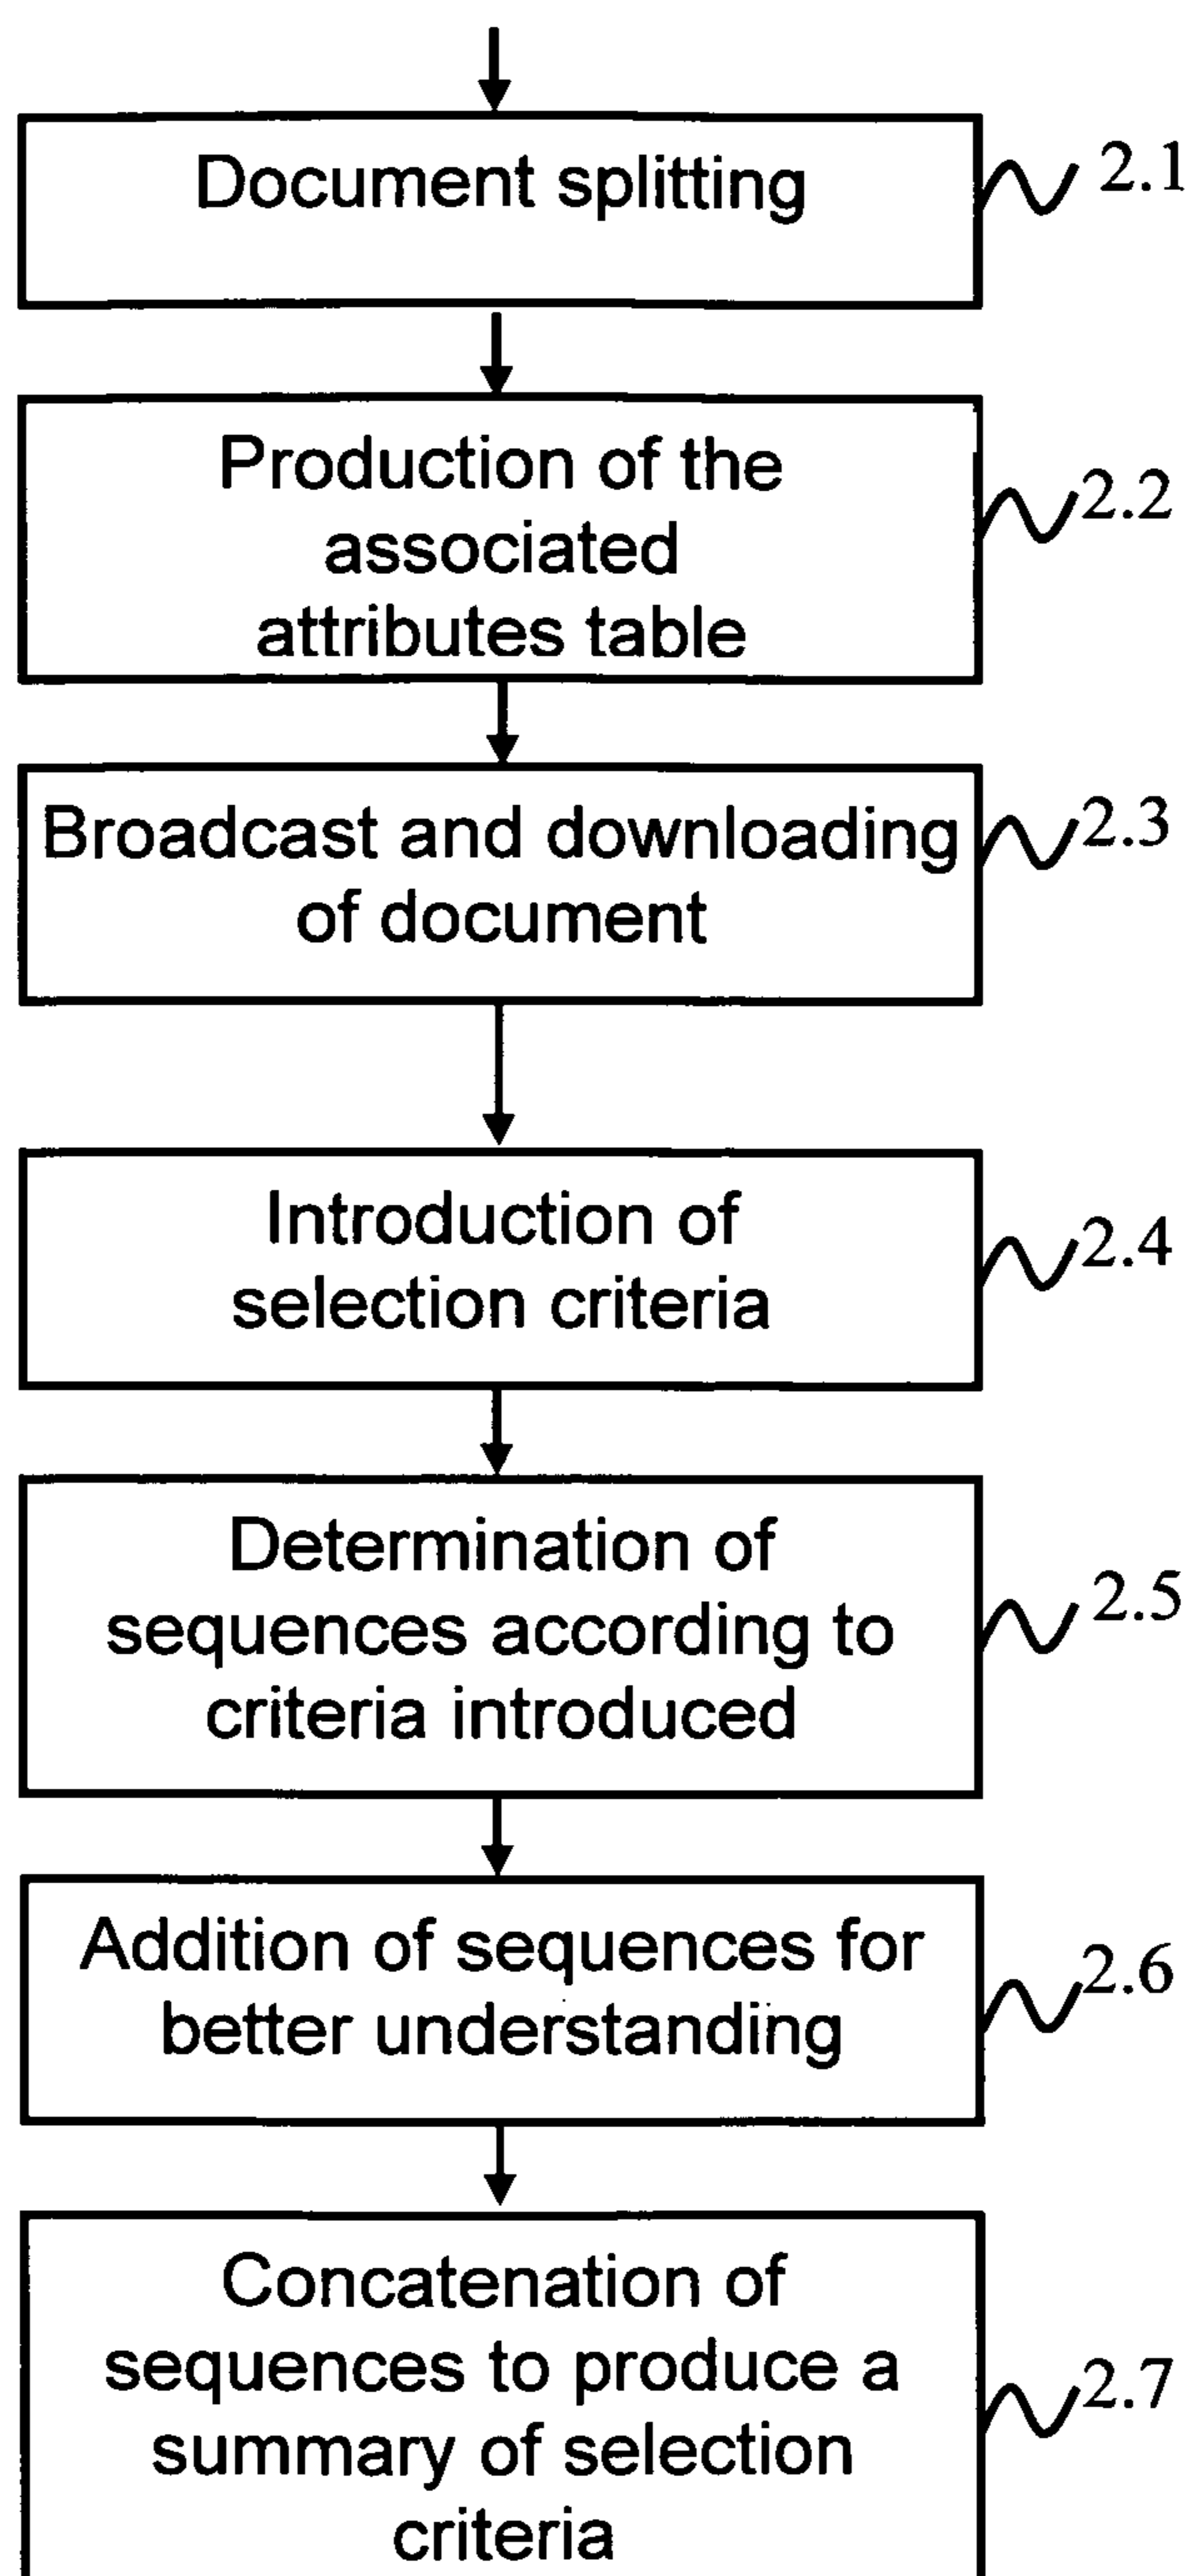 Document splitting
2.1
Production of the
associated
attributes table
2.2
Broadcast and downloading
of document
2.3
Introduction of
selection criteria
2.4
Determination of
sequences according to
criteria introduced
2.5
Addition of sequences for
better understanding
2.6
Concatenation of
sequences to produce a
summary of selection
criteria
2.7